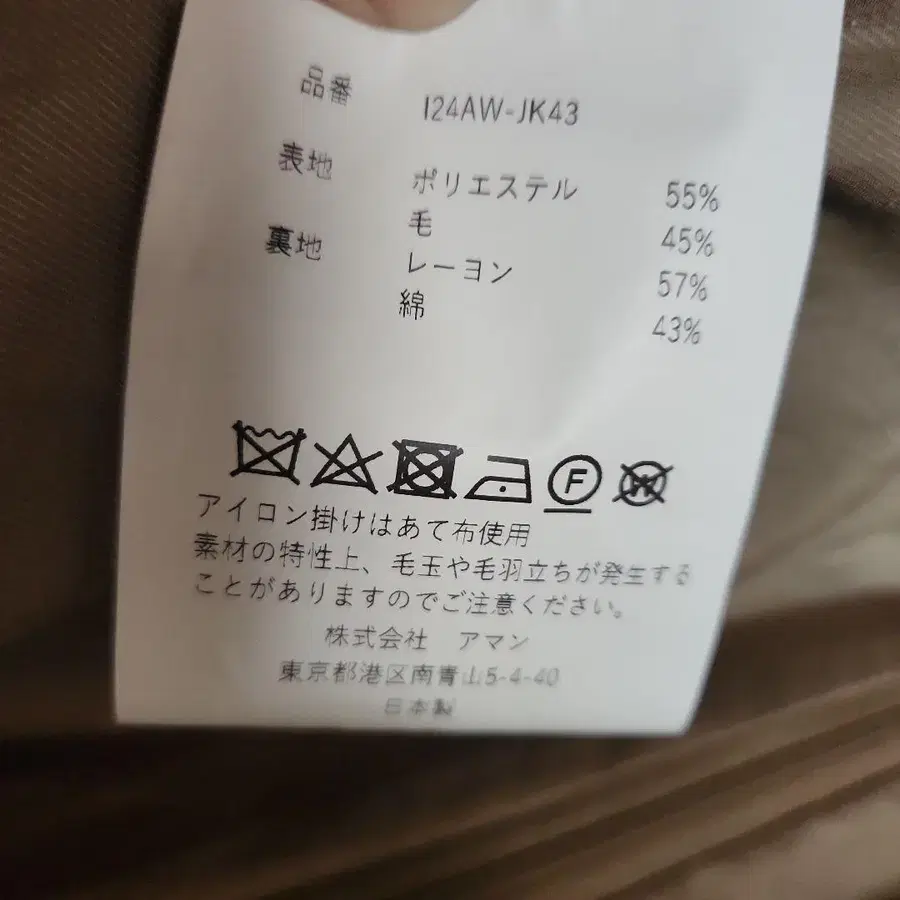 品番 I24AW-JK43
表地 ポリエステル 55%
毛 45%
裏地 レーヨン 57%
綿 43%
F
W
アイロン掛けはあて布使用
素材の特性上、毛玉や毛羽立ちが発生する
ことがありますのでご注意ください。
株式会社 アマン
東京都港区南青山5-4-40
日本製